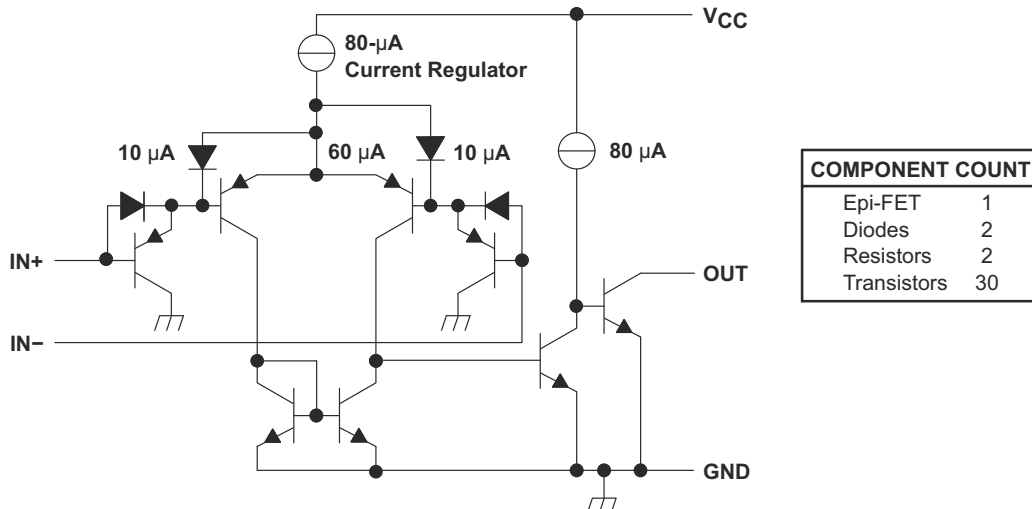 VCC
80-µA
Current Regulator
10 µA
60 µA
10 µA
80 µA
IN+
OUT
IN−
GND
COMPONENT COUNT
Epi-FET 1
Diodes 2
Resistors 2
Transistors 30